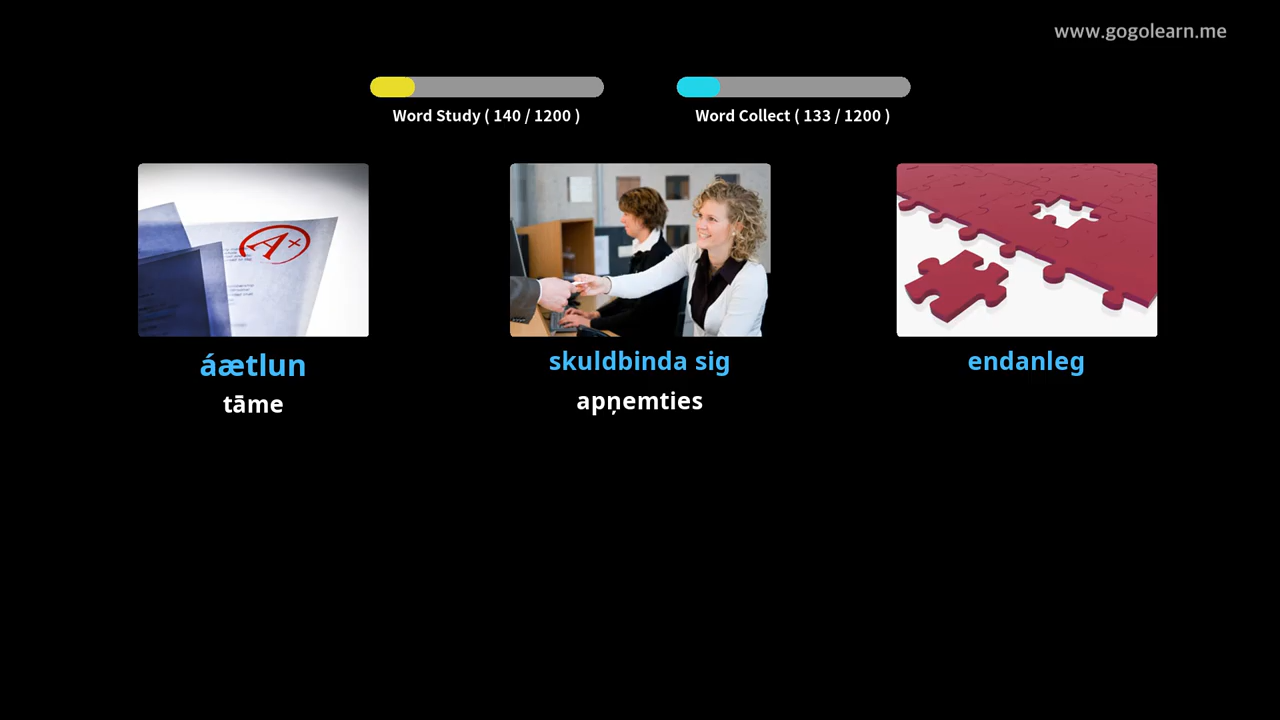 www.gogolearn.me
Word Study ( 140 / 1200 )
Word Collect ( 133 / 1200 )
A+
áætlun
skuldbinda sig
endanleg
tāme
apņemties